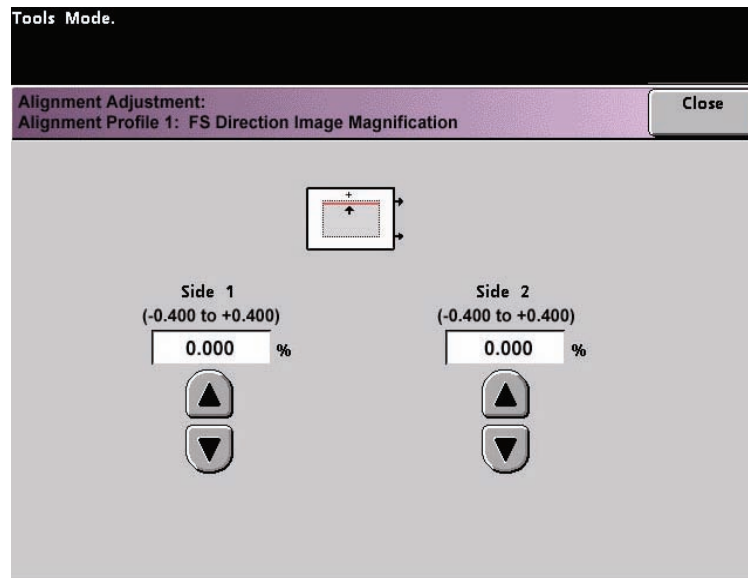 Tools Mode.
Alignment Adjustment:
Alignment Profile 1: FS Direction Image Magnification
Close
+
Side 1
(-0.400 to +0.400)
0.000 %
Side 2
(-0.400 to +0.400)
0.000 %